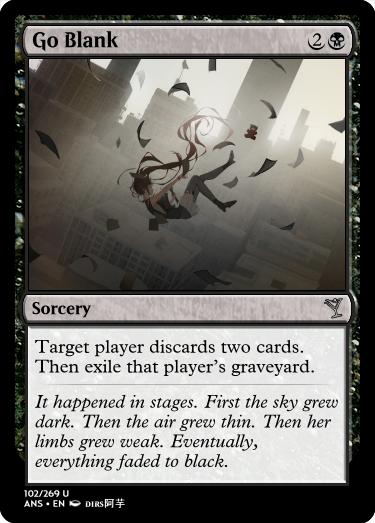 Go Blank 2
Sorcery
Target player discards two cards.
Then exile that player's graveyard.
It happened in stages. First the sky grew
dark. Then the air grew thin. Then her
limbs grew weak. Eventually,
everything faded to black.
102/269 U
ANS • EN DIRS阿芋